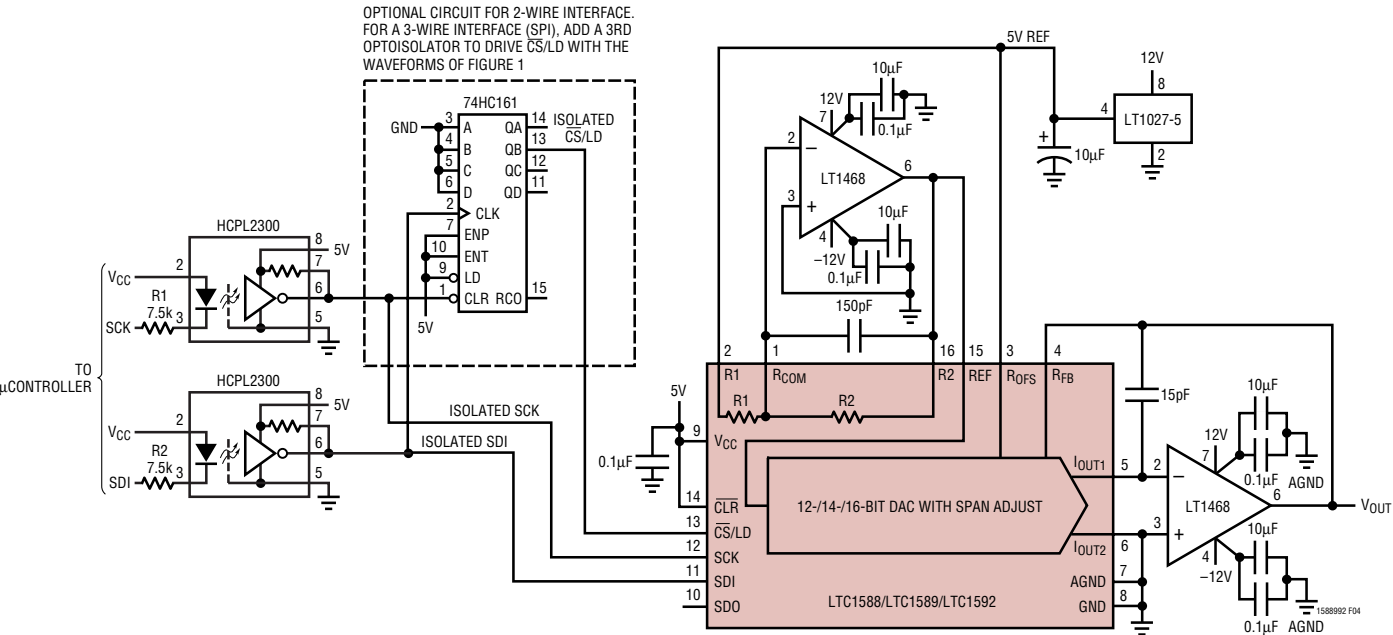 OPTIONAL CIRCUIT FOR 2-WIRE INTERFACE.
FOR A 3-WIRE INTERFACE (SPI), ADD A 3RD
OPTOISOLATOR TO DRIVE CS/LD WITH THE
WAVEFORMS OF FIGURE 1
74HC161
GND
3 A QA 14 ISOLATED
CS/LD
4 B QB 13
5 C QC 12
6 D QD 11
2 CLK
7 ENP
10 ENT
9 LD
1 CLR RCO 15
5V
HCPL2300
8 5V
7
6
5
2
VCC
R1
7.5k 3
SCK
TO
µCONTROLLER
HCPL2300
8 5V
7
6
5
2
VCC
R2
7.5k 3
SDI
ISOLATED SCK
ISOLATED SDI
5V REF
12V
8
4 LT1027-5
2
+
10µF
10µF
12V
7
0.1µF
2 –
LT1468
6
3 +
4
–12V
10µF
0.1µF
150pF
2 1 16 15 3 4
R1 RCOM R2 REF ROFS RFB
R1 R2
5V
9 VCC
0.1µF
14 CLR
13 CS/LD
12 SCK
11 SDI
10 SDO
12-/14-/16-BIT DAC WITH SPAN ADJUST
LTC1588/LTC1589/LTC1592
IOUT1 5
IOUT2 6
AGND 7
GND 8
15pF
10µF
12V
7
0.1µF AGND
2 –
LT1468
6
VOUT
3 +
4
–12V
10µF
0.1µF AGND
1588992 F04